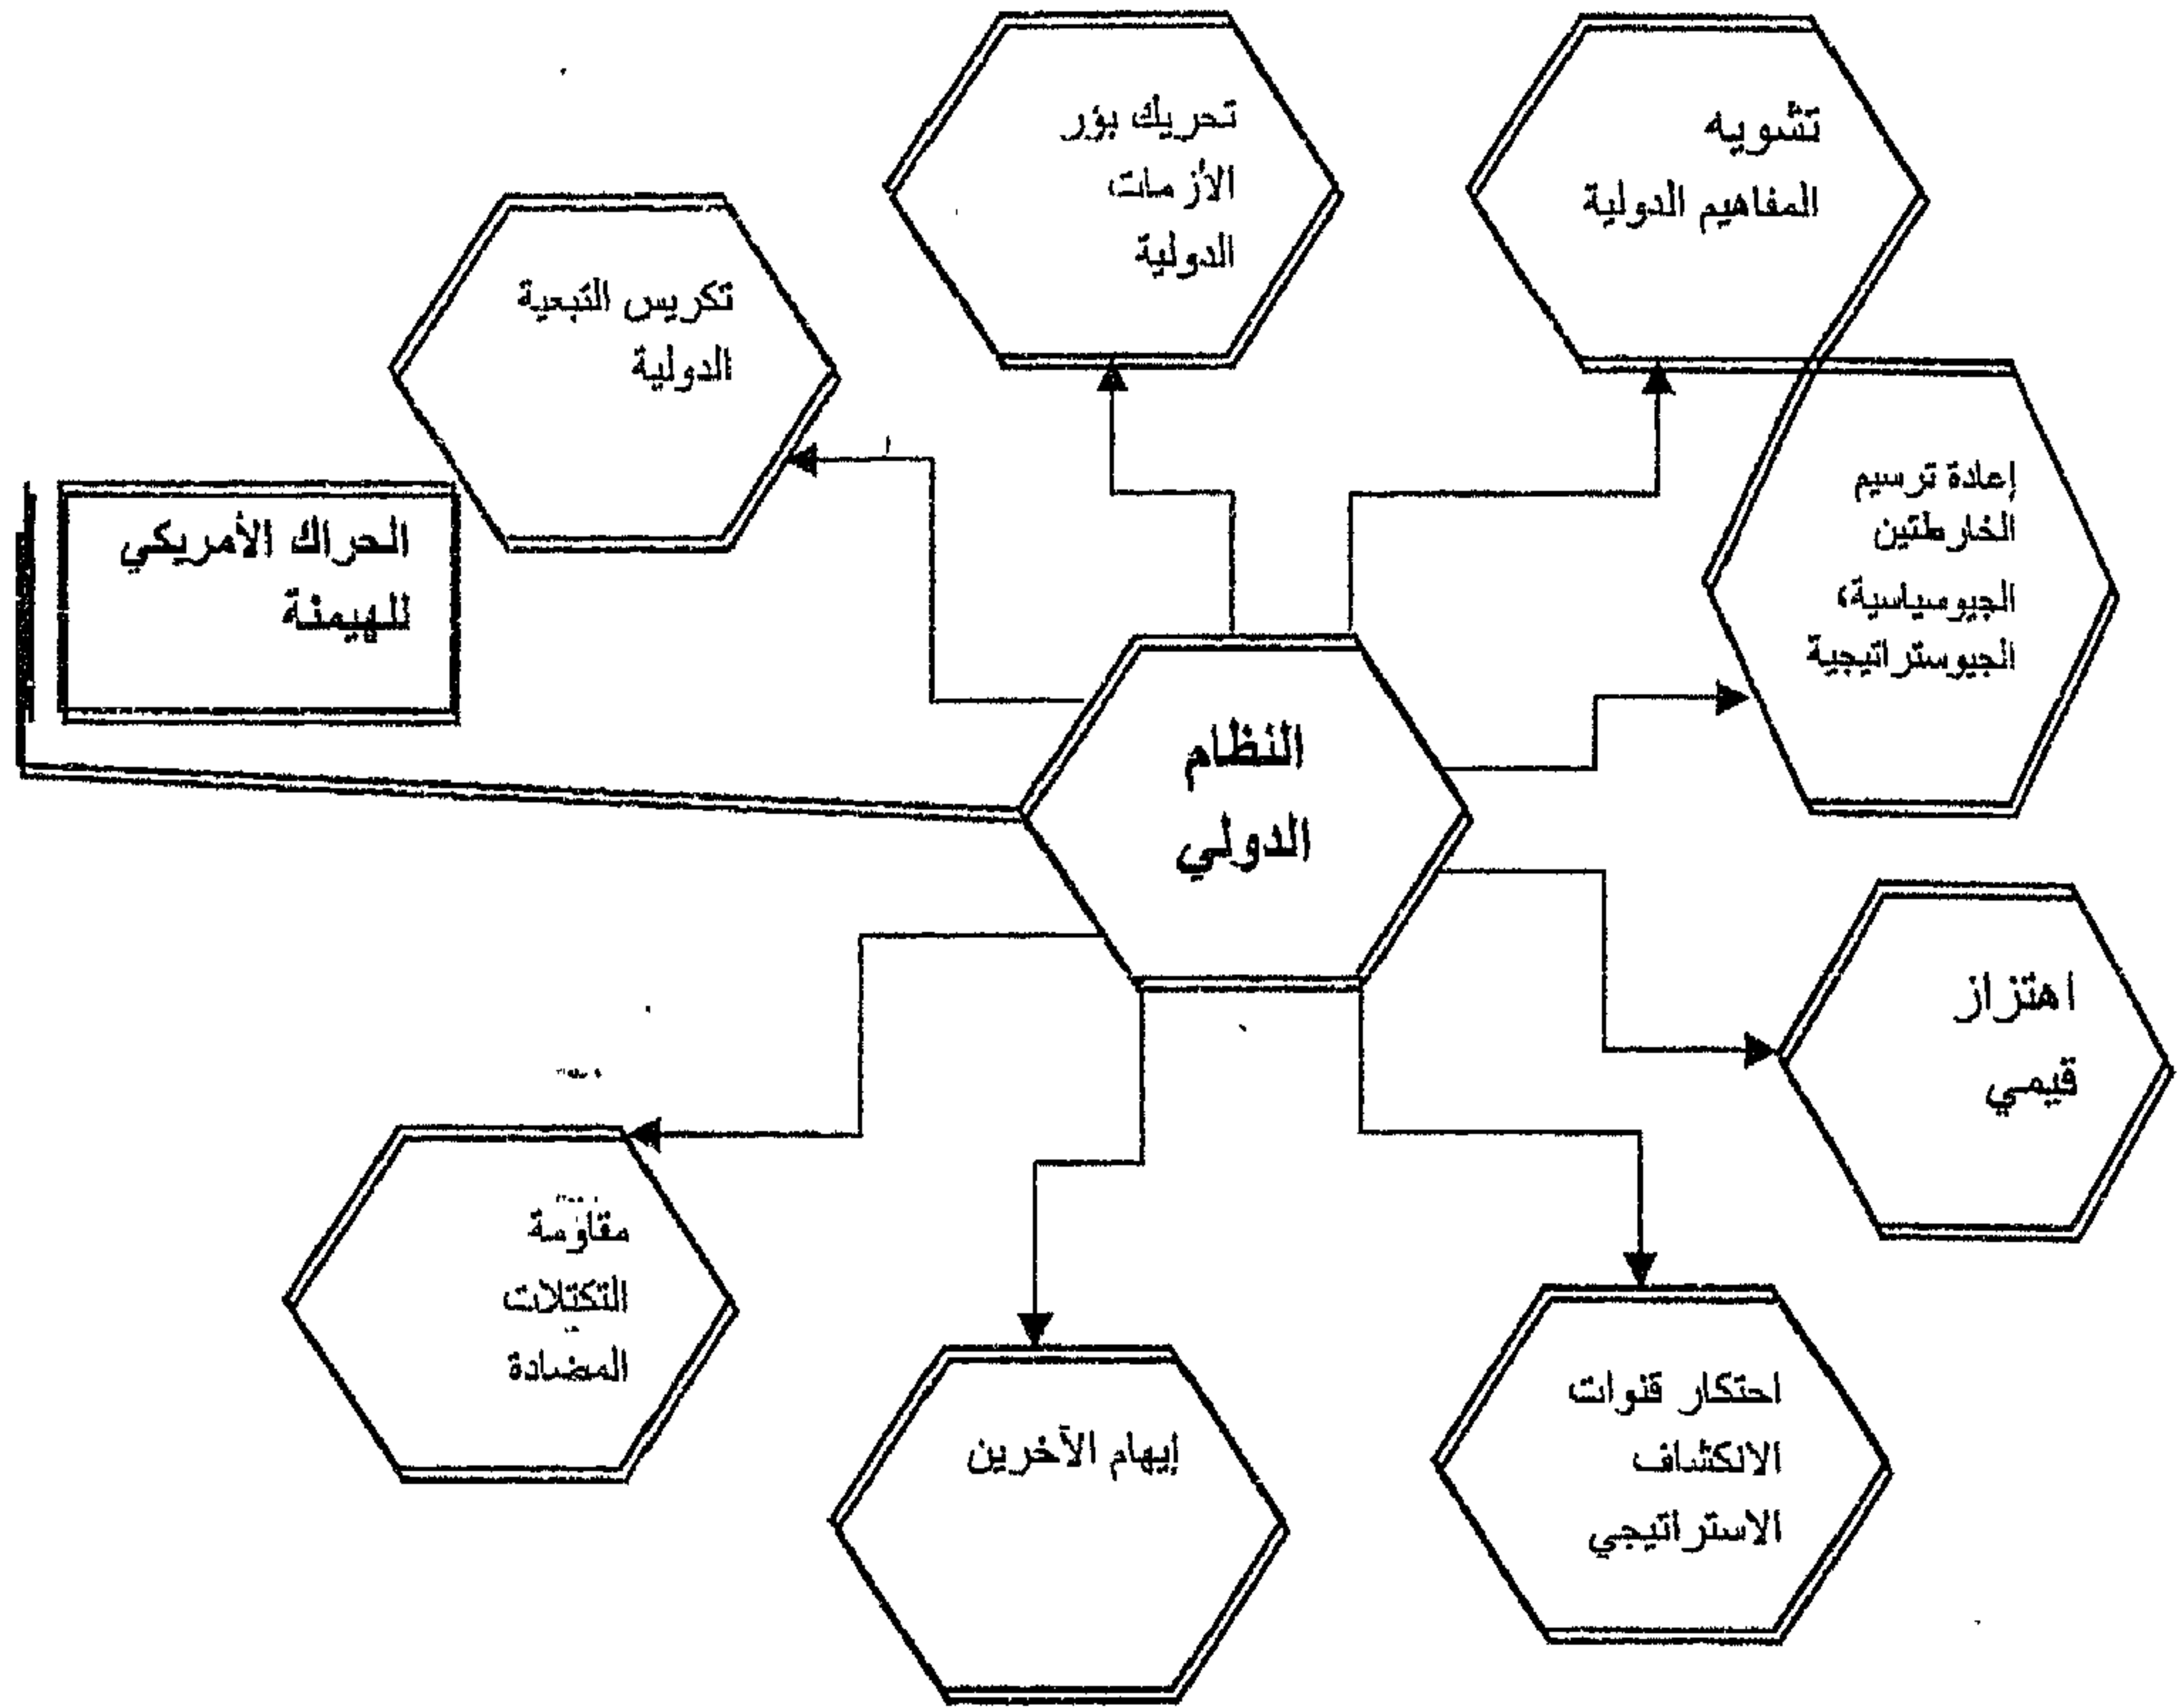 تشويه
المفاهيم الدولية
تحريك بؤر
الأزمات
الدولية
تكريس التبعية
الدولية
إعادة ترسيم
الخارطتين
الجيوسياسية،
الجيوستراتيجية
الحراك الأمريكي
للهيمنة
النظام
الدولي
اهتزاز
قيمي
مقاومة
التكتلات
المضادة
إيهام الآخرين
احتكار قنوات
الانكشاف
الاستراتيجي